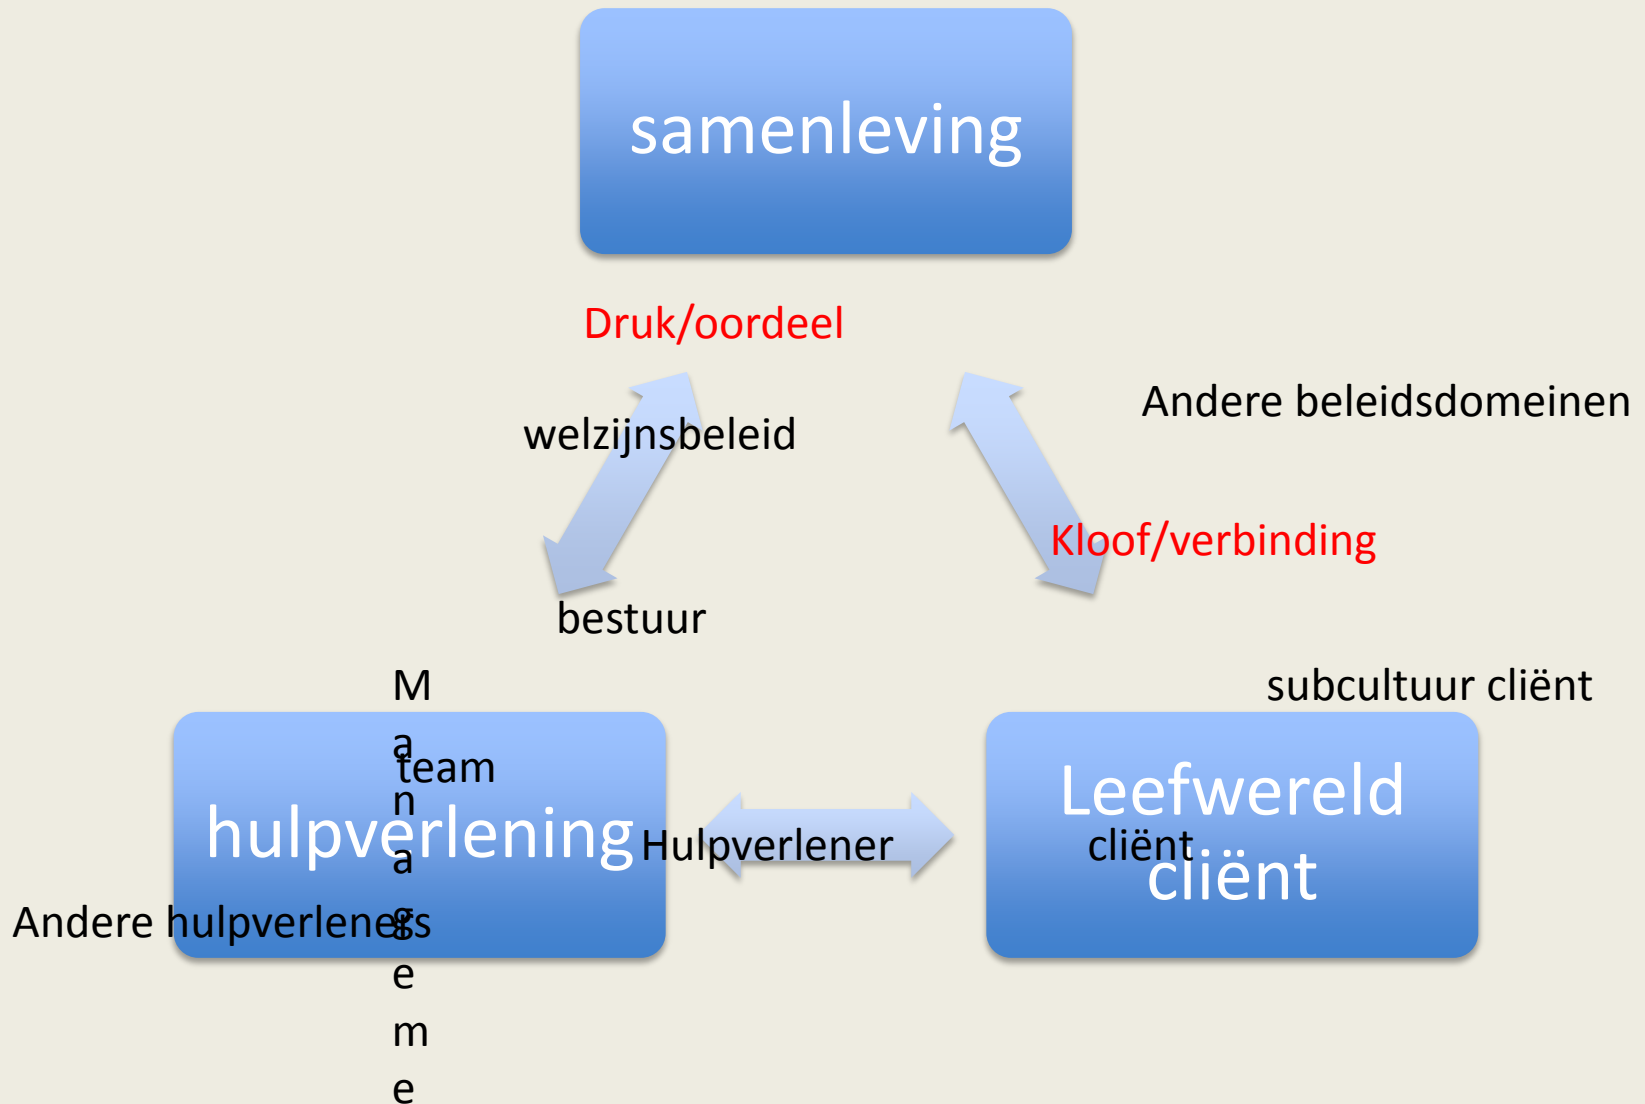 samenleving
Druk/oordeel
Andere beleidsdomeinen
welzijnsbeleid
Kloof/verbinding
bestuur
subcultuur cliënt
M
a
n
a
g
e
m
e
team
hulpverlening
Hulpverlener
Leefwereld
cliënt
cliënt
Andere hulpverleners